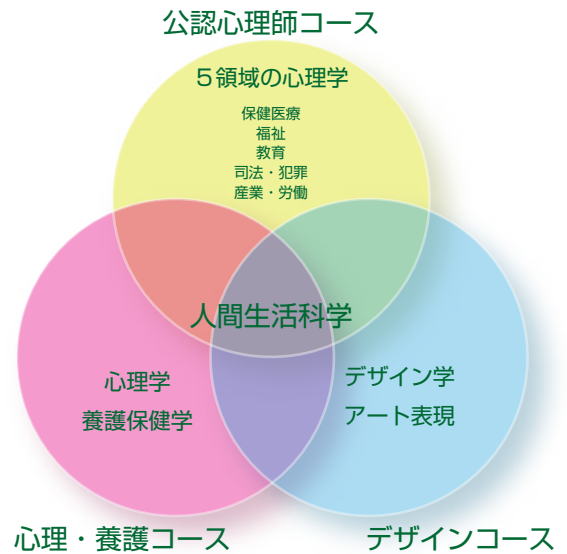 公認心理師コース
5領域の心理学
保健医療
福祉
教育
司法・犯罪
産業・労働
人間生活科学
心理学
養護保健学
デザイン学
アート表現
心理・養護コース
デザインコース